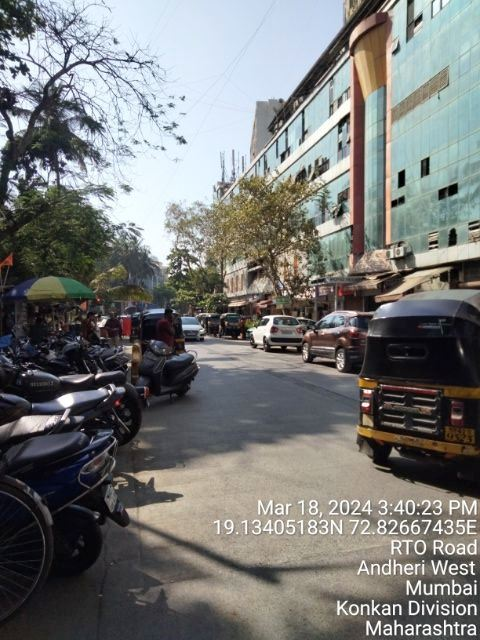 Mar 18, 2024 3:40:23 PM
19.13405183N 72.82667435E
RTO Road
Andheri West
Mumbai
Konkan Division
Maharashtra